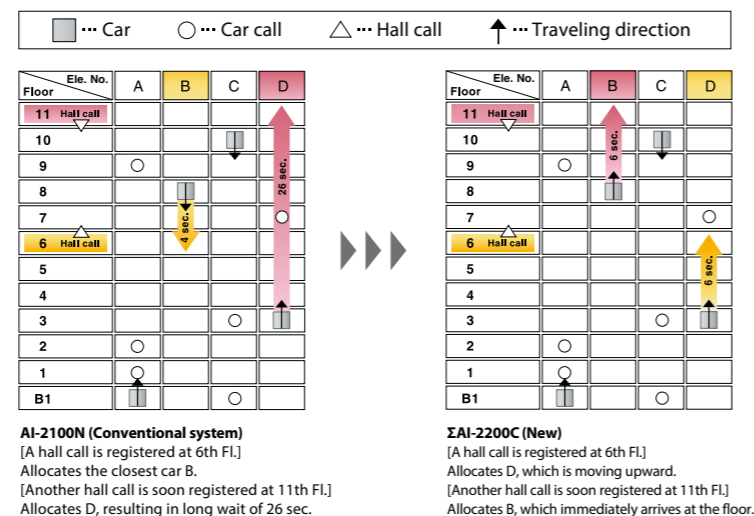 ··· Car ··· Car call ··· Hall call ··· Traveling direction
Ele. No.
Floor A B C D
11 Hall call
10
9
8
7
6 Hall call
5
4
3
2
1
B1
4 sec.
26 sec.
AI-2100N (Conventional system)
[A hall call is registered at 6th Fl.]
Allocates the closest car B.
[Another hall call is soon registered at 11th Fl.]
Allocates D, resulting in long wait of 26 sec.
Ele. No.
Floor A B C D
11 Hall call
10
9
8
7
6 Hall call
5
4
3
2
1
B1
6 sec.
6 sec.
ΣAI-2200C (New)
[A hall call is registered at 6th Fl.]
Allocates D, which is moving upward.
[Another hall call is soon registered at 11th Fl.]
Allocates B, which immediately arrives at the floor.